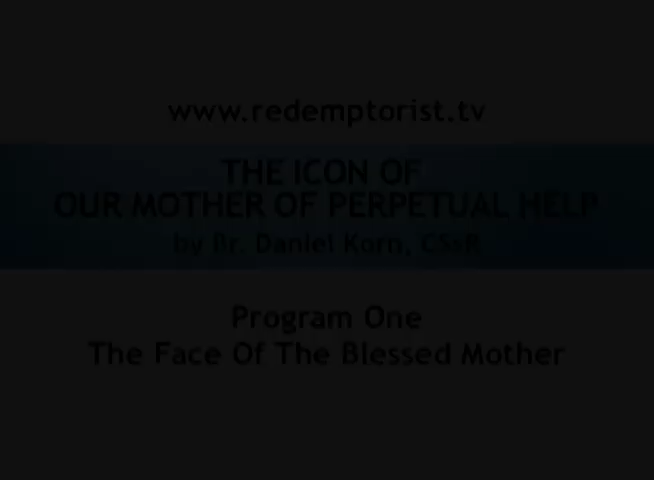 www.redemptorist.tv
THE ICON OF
OUR MOTHER OF PERPETUAL HELP
by Br. Daniel Korn, CSsR
Program One
The Face Of The Blessed Mother